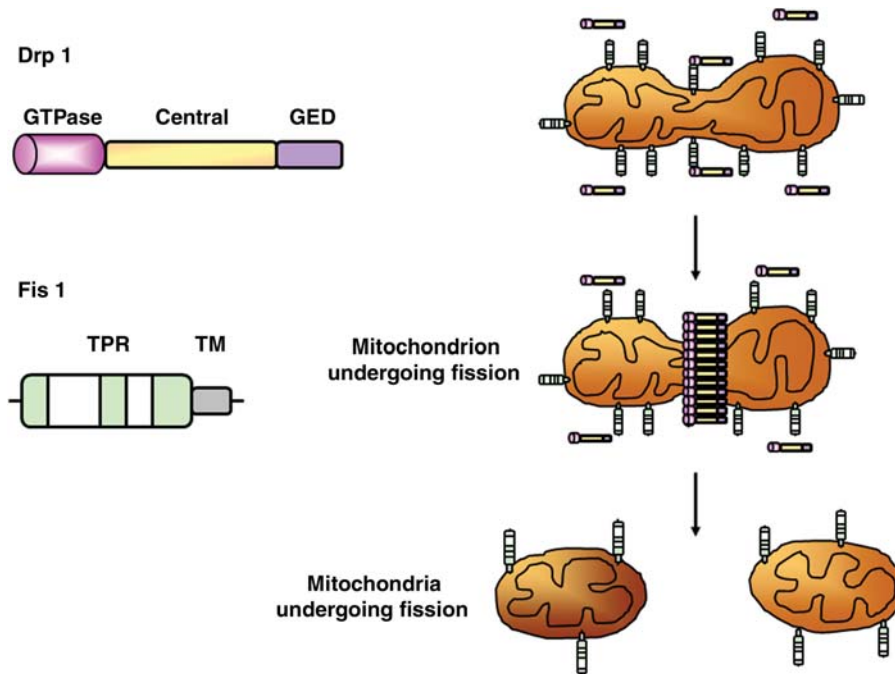 Drp 1
GTPase Central GED
Fis 1
TPR TM
Mitochondrion
undergoing fission
Mitochondria
undergoing fission